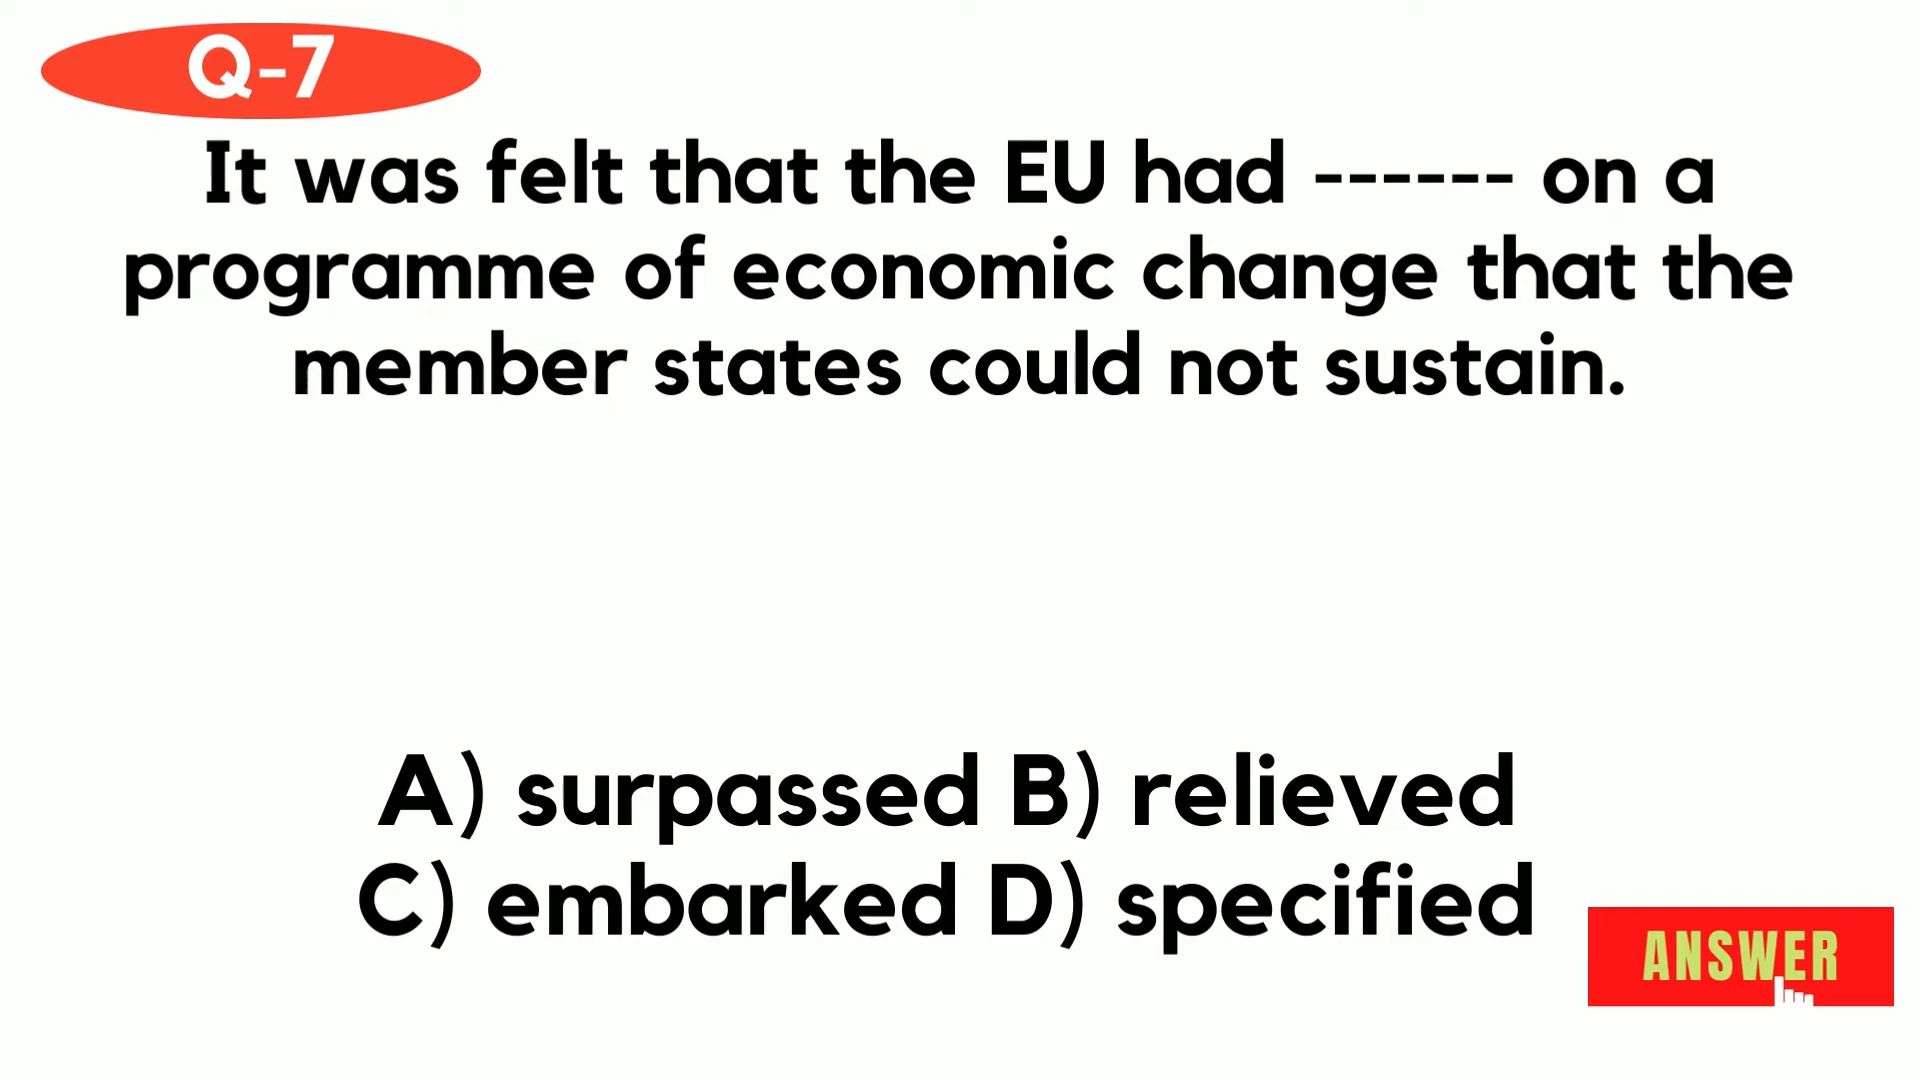 Q-7
It was felt that the EU had ------ on a
programme of economic change that the
member states could not sustain.
A) surpassed B) relieved
C) embarked D) specified
ANSWER